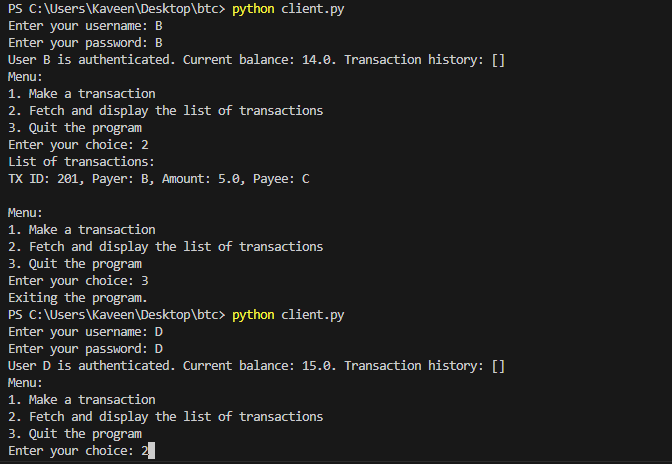 PS C:\Users\Kaveen\Desktop\btc> python client.py
Enter your username: B
Enter your password: B
User B is authenticated. Current balance: 14.0. Transaction history: []
Menu:
1. Make a transaction
2. Fetch and display the list of transactions
3. Quit the program
Enter your choice: 2
List of transactions:
TX ID: 201, Payer: B, Amount: 5.0, Payee: C
Menu:
1. Make a transaction
2. Fetch and display the list of transactions
3. Quit the program
Enter your choice: 3
Exiting the program.
PS C:\Users\Kaveen\Desktop\btc> python client.py
Enter your username: D
Enter your password: D
User D is authenticated. Current balance: 15.0. Transaction history: []
Menu:
1. Make a transaction
2. Fetch and display the list of transactions
3. Quit the program
Enter your choice: 2